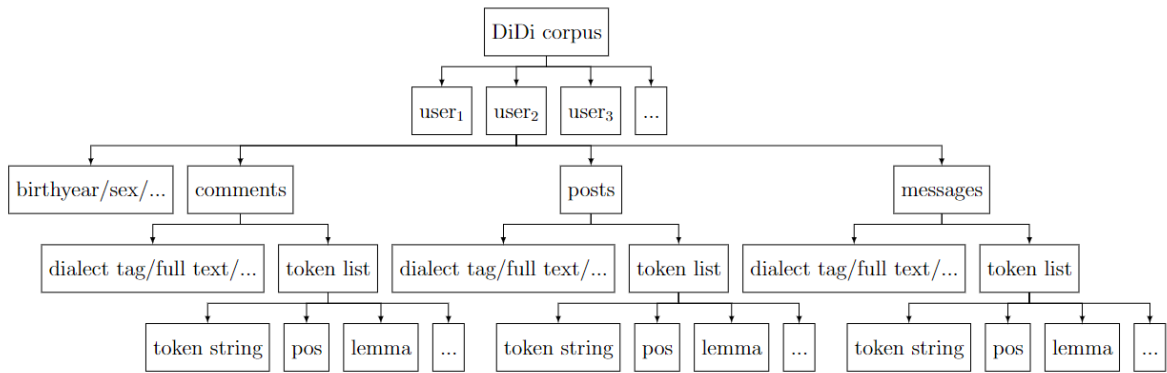 DiDi corpus
user₁ user₂ user₃ ...
birthyear/sex/... comments posts messages
dialect tag/full text/... token list dialect tag/full text/... token list dialect tag/full text/... token list
token string pos lemma ... token string pos lemma ... token string pos lemma ...